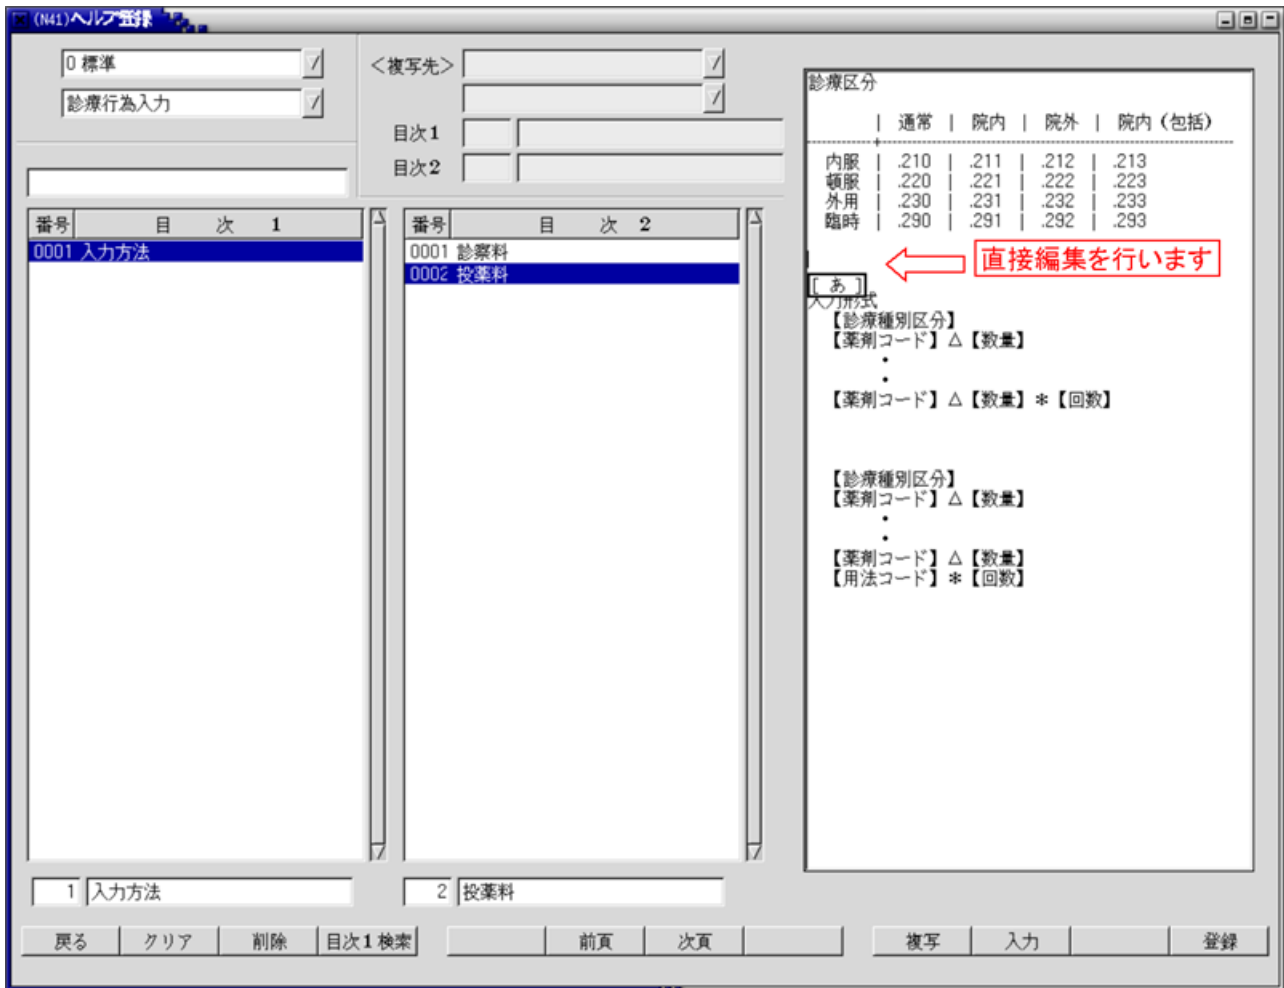 (N41)ヘルプ登録
0 標準
診療行為入力
<複写先>
目次1
目次2
番号 目 次 1
0001 入力方法
番号 目 次 2
0001 診察料
0002 投薬料
1 入力方法
2 投薬料
診療区分
| 通常 | 院内 | 院外 | 院内(包括)
内服 | .210 | .211 | .212 | .213
頓服 | .220 | .221 | .222 | .223
外用 | .230 | .231 | .232 | .233
臨時 | .290 | .291 | .292 | .293
直接編集を行います
[ あ ]
入力形式
【診療種別区分】
【薬剤コード】△【数量】
・
・
【薬剤コード】△【数量】*【回数】
【診療種別区分】
【薬剤コード】△【数量】
・
・
【薬剤コード】△【数量】
【用法コード】*【回数】
戻る クリア 削除 目次1検索 前頁 次頁 複写 入力 登録